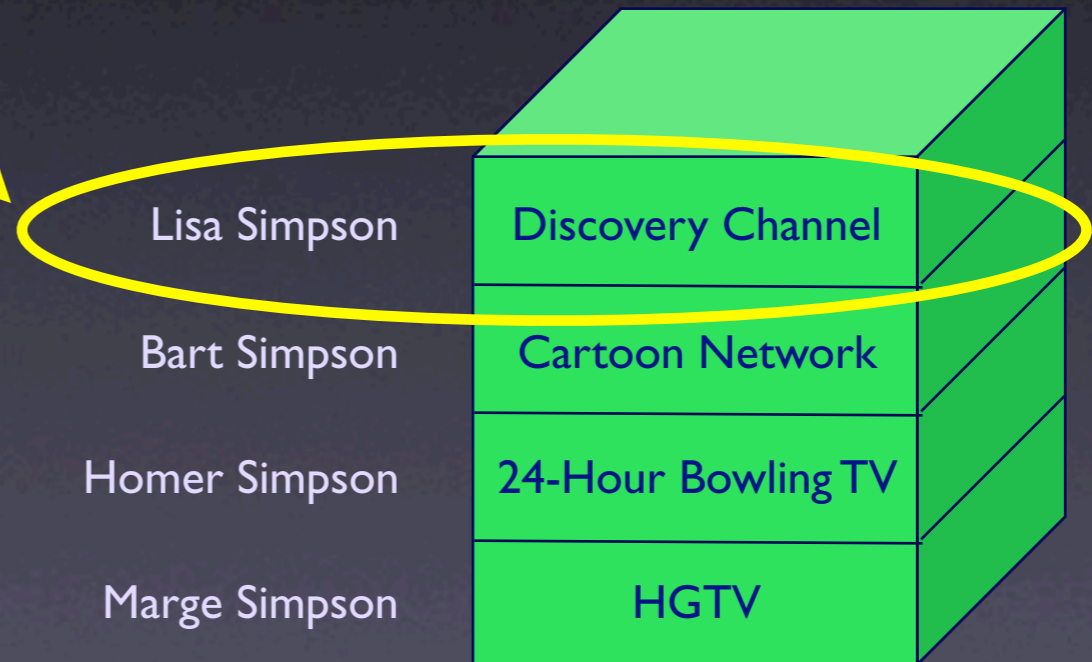 Lisa Simpson Discovery Channel
Bart Simpson Cartoon Network
Homer Simpson 24-Hour Bowling TV
Marge Simpson HGTV